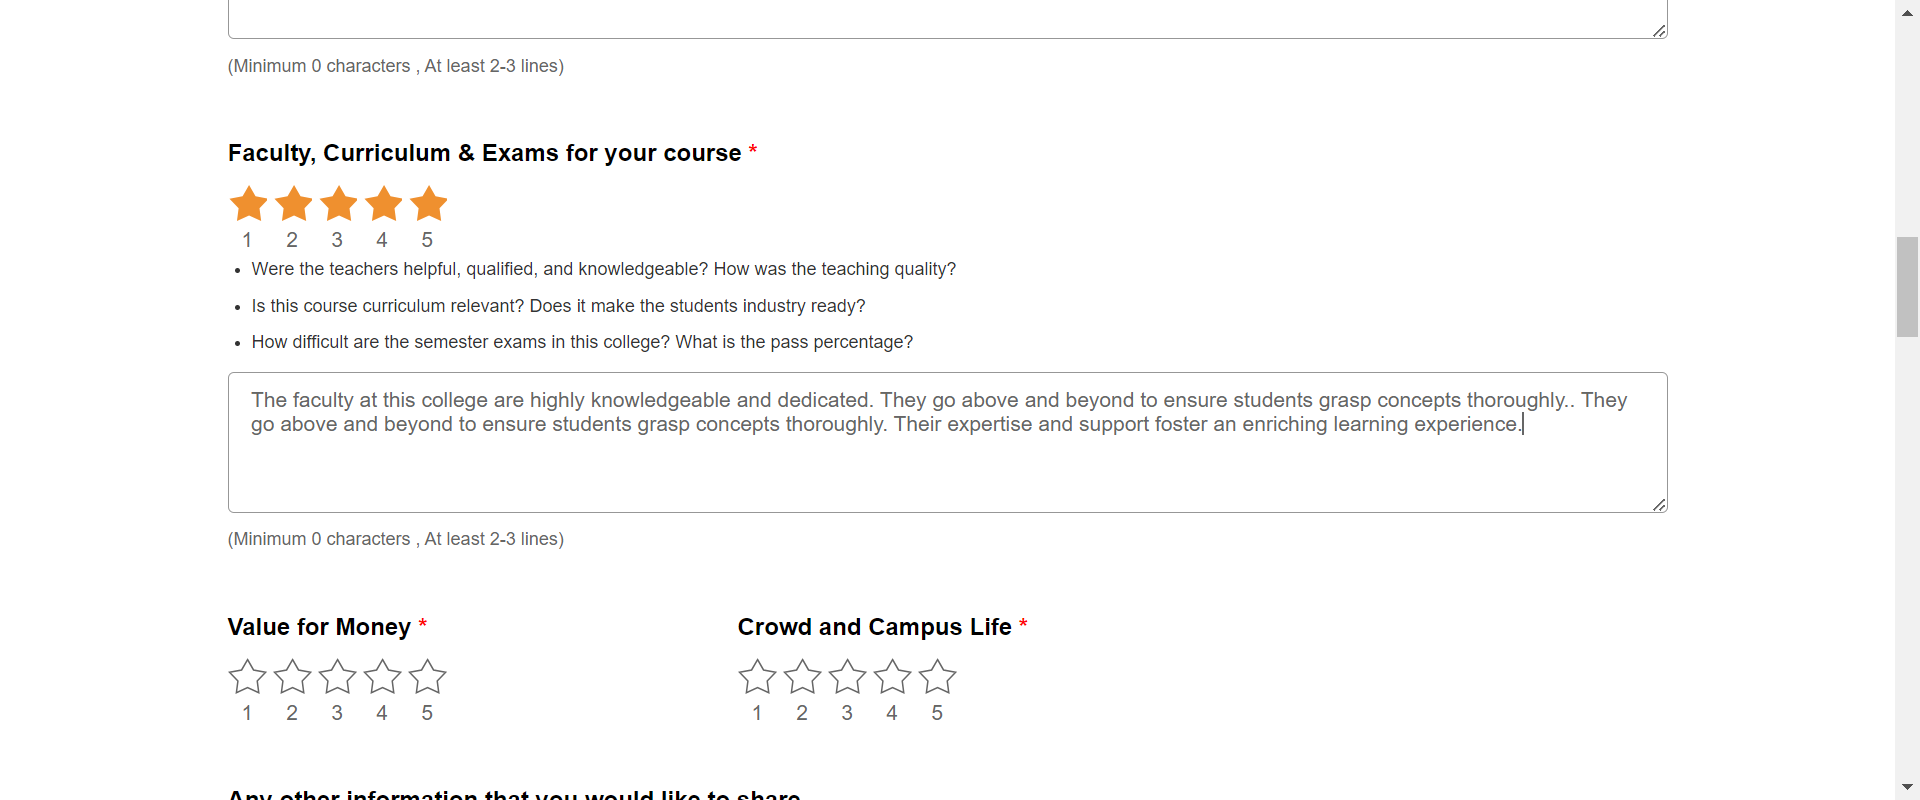 (Minimum 0 characters , At least 2-3 lines)
Faculty, Curriculum & Exams for your course *
1 2 3 4 5
• Were the teachers helpful, qualified, and knowledgeable? How was the teaching quality?
• Is this course curriculum relevant? Does it make the students industry ready?
• How difficult are the semester exams in this college? What is the pass percentage?
The faculty at this college are highly knowledgeable and dedicated. They go above and beyond to ensure students grasp concepts thoroughly.. They
go above and beyond to ensure students grasp concepts thoroughly. Their expertise and support foster an enriching learning experience.
(Minimum 0 characters , At least 2-3 lines)
Value for Money * Crowd and Campus Life *
1 2 3 4 5 1 2 3 4 5
Any other information that you would like to share